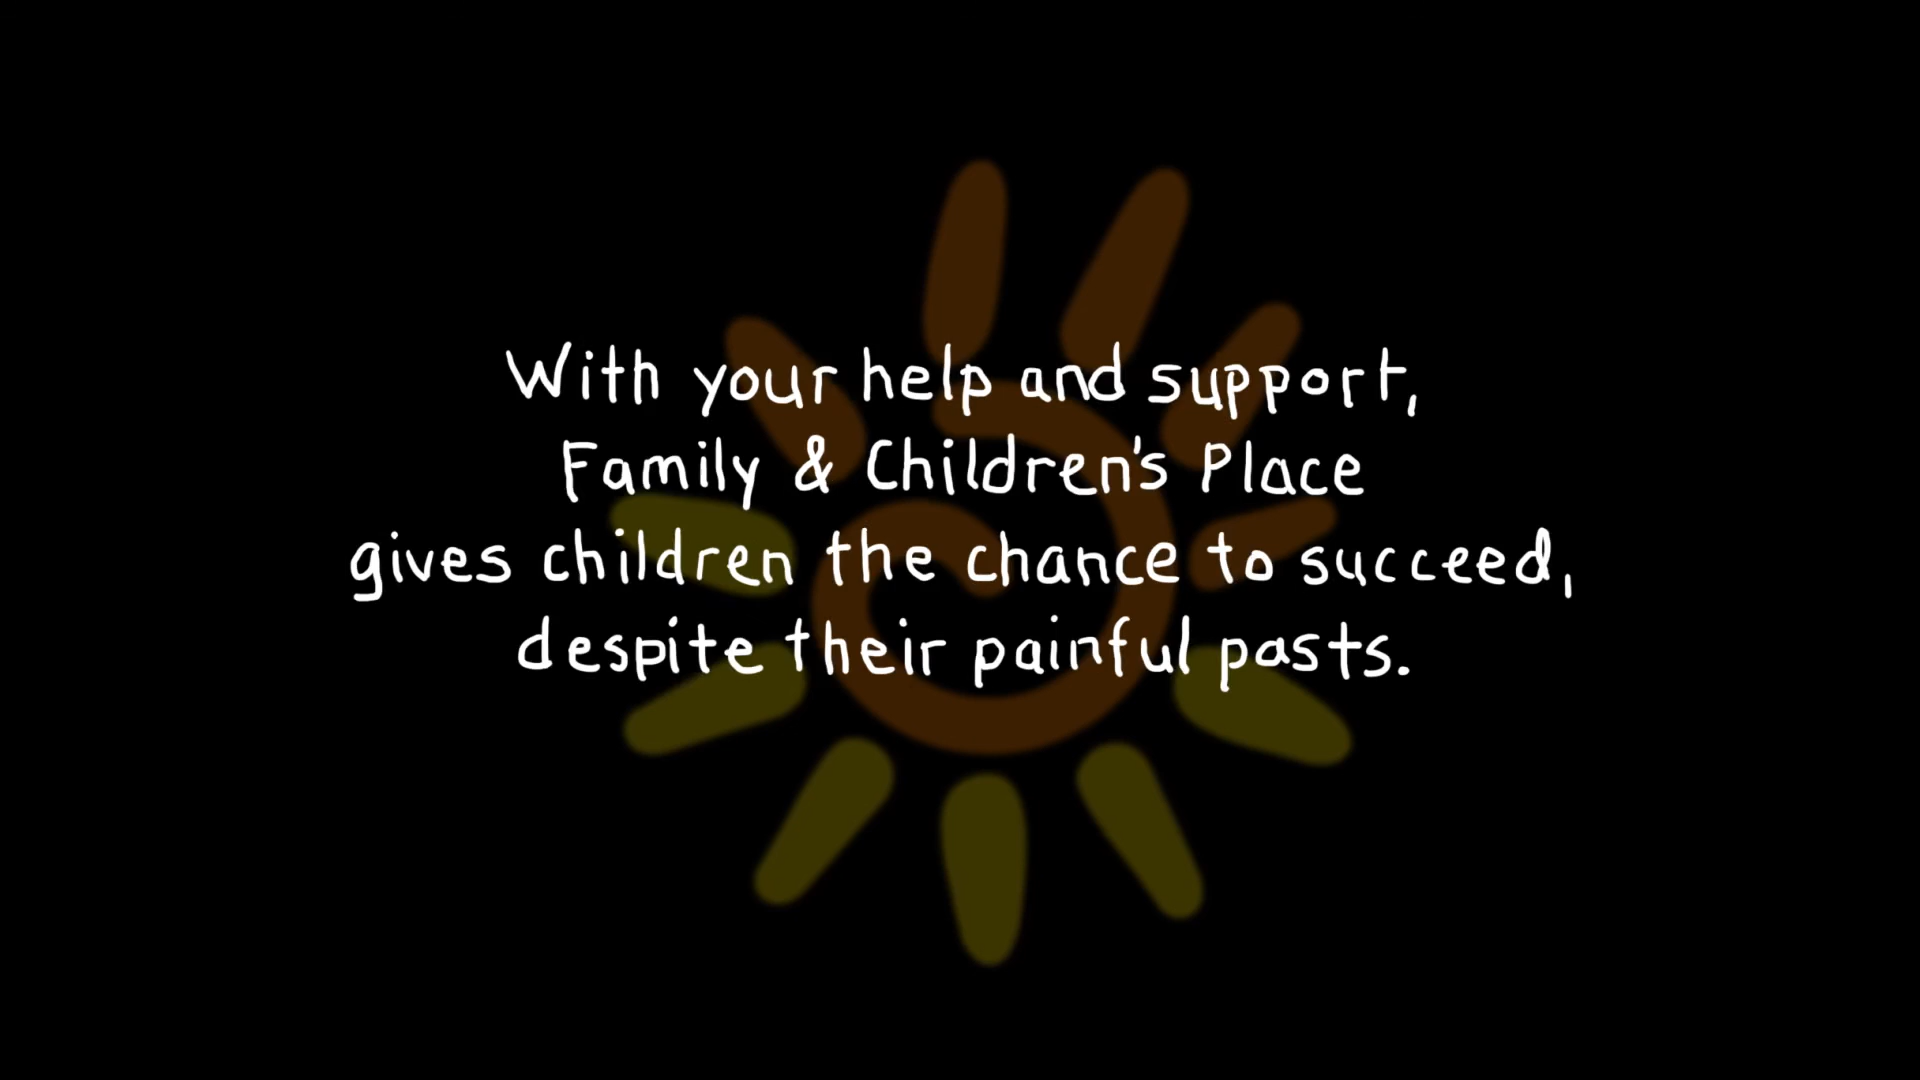 With your help and support,
Family & Children's Place
gives children the chance to succeed,
despite their painful pasts.